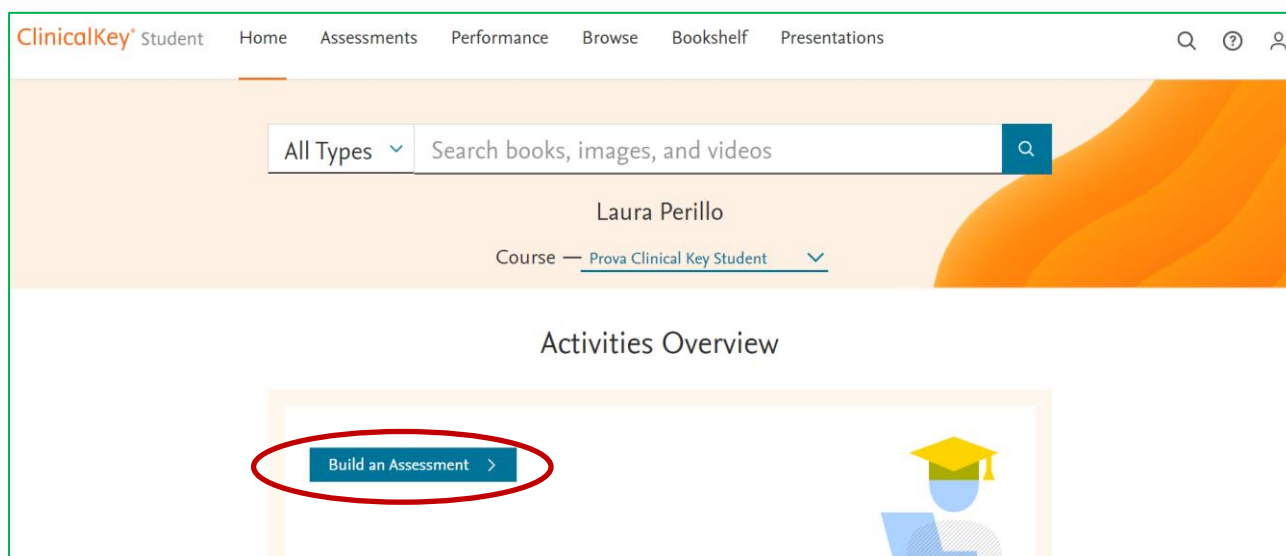 ClinicalKey® Student Home Assessments Performance Browse Bookshelf Presentations
All Types Search books, images, and videos
Laura Perillo
Course — Prova Clinical Key Student
Activities Overview
Build an Assessment